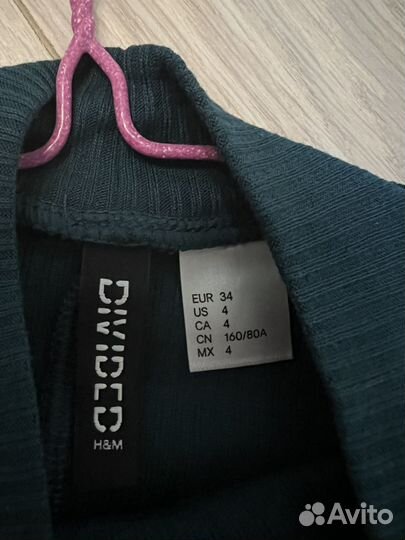 DIVIDED
H&M
EUR 34
US 4
CA 4
CN 160/80A
MX 4
Avito